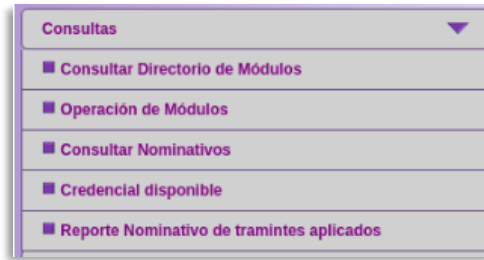 Consultas
Consultar Directorio de Módulos
Operación de Módulos
Consultar Nominativos
Credencial disponible
Reporte Nominativo de tramintes aplicados